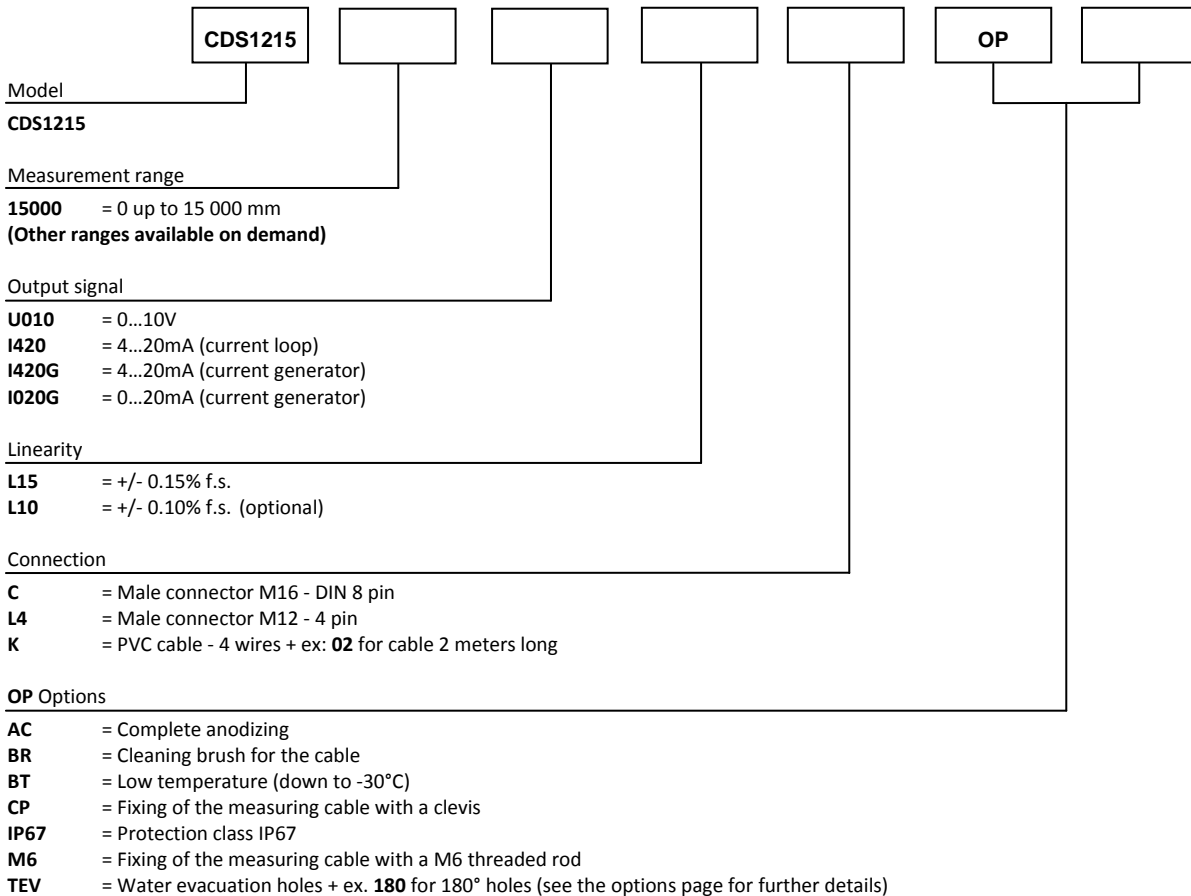 CDS1215 OP
Model
CDS1215
Measurement range
15000 = 0 up to 15 000 mm
(Other ranges available on demand)
Output signal
U010 = 0...10V
I420 = 4...20mA (current loop)
I420G = 4...20mA (current generator)
I020G = 0...20mA (current generator)
Linearity
L15 = +/- 0.15% f.s.
L10 = +/- 0.10% f.s. (optional)
Connection
C = Male connector M16 - DIN 8 pin
L4 = Male connector M12 - 4 pin
K = PVC cable - 4 wires + ex: 02 for cable 2 meters long
OP Options
AC = Complete anodizing
BR = Cleaning brush for the cable
BT = Low temperature (down to -30°C)
CP = Fixing of the measuring cable with a clevis
IP67 = Protection class IP67
M6 = Fixing of the measuring cable with a M6 threaded rod
TEV = Water evacuation holes + ex. 180 for 180° holes (see the options page for further details)